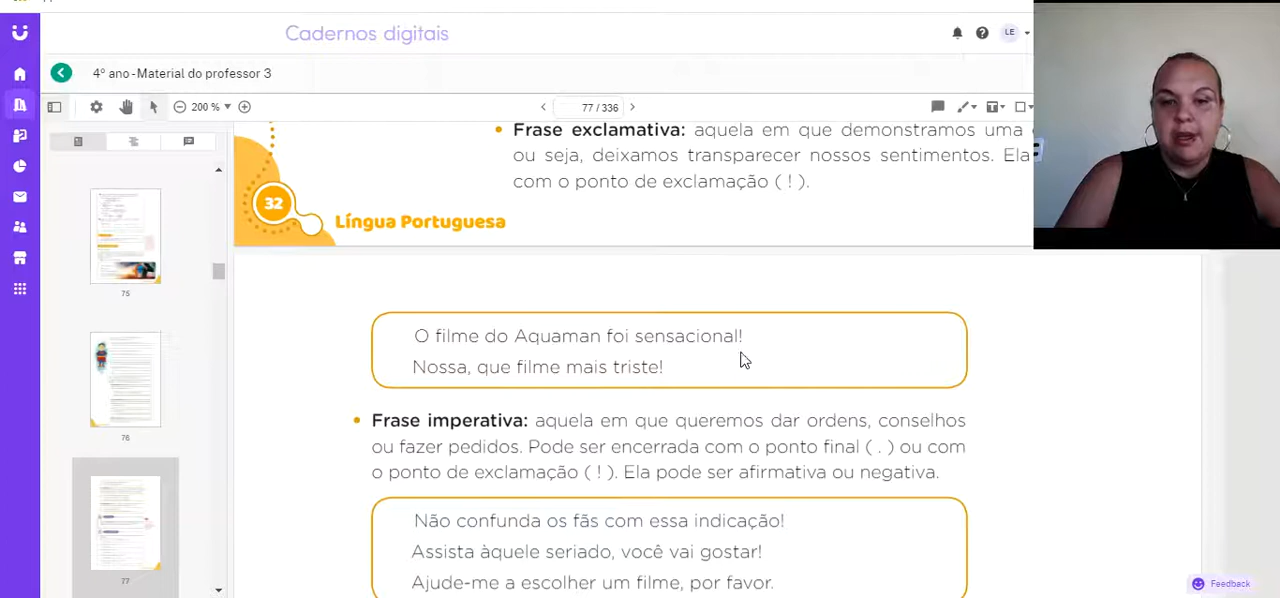 Cadernos digitais
LE
4º ano - Material do professor 3
200 %
77 / 336
Frase exclamativa: aquela em que demonstramos uma
ou seja, deixamos transparecer nossos sentimentos. Ela
com o ponto de exclamação ( ! ).
32
Língua Portuguesa
75
76
77
O filme do Aquaman foi sensacional!
Nossa, que filme mais triste!
Frase imperativa: aquela em que queremos dar ordens, conselhos
ou fazer pedidos. Pode ser encerrada com o ponto final ( . ) ou com
o ponto de exclamação ( ! ). Ela pode ser afirmativa ou negativa.
Não confunda os fãs com essa indicação!
Assista àquele seriado, você vai gostar!
Ajude-me a escolher um filme, por favor.
Feedback